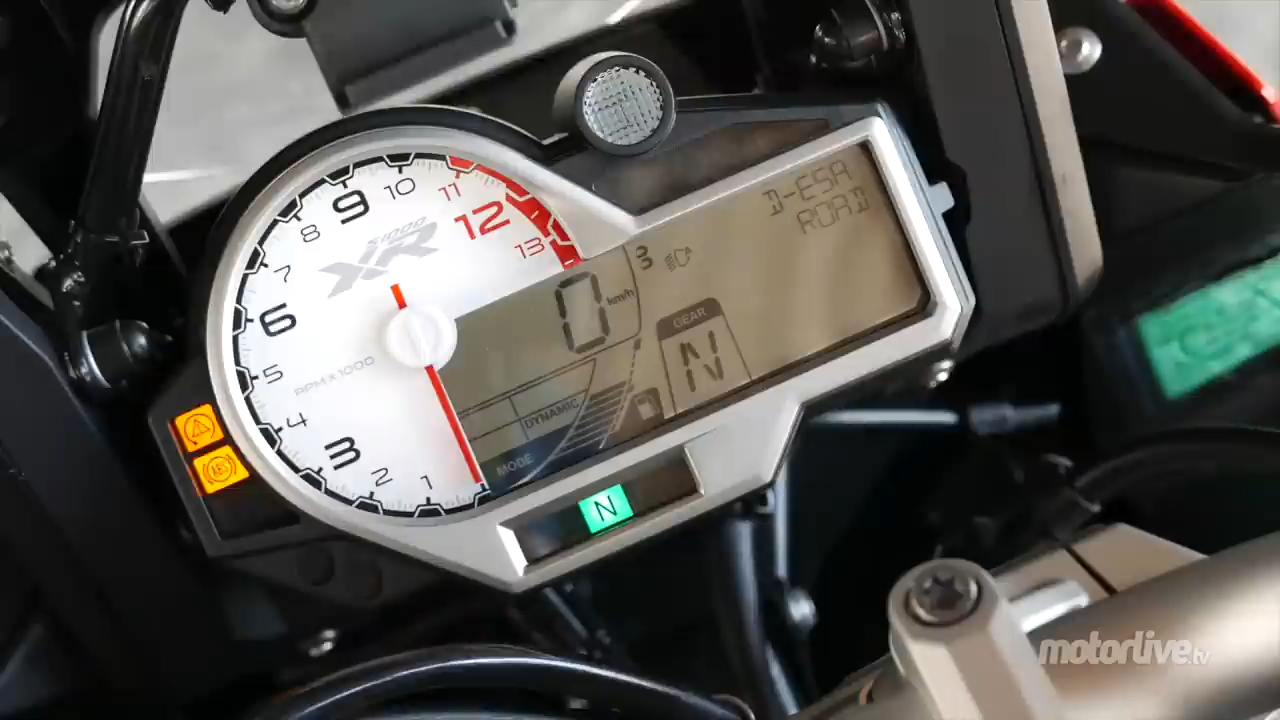 D-ESA
ROAD
S1000
XR
1
2
3
4
5
6
7
8
9
10
11
12
13
RPM X 1000
0 km/h
3
GEAR
N
DYNAMIC
MODE
ABS
N
motorlive.tv